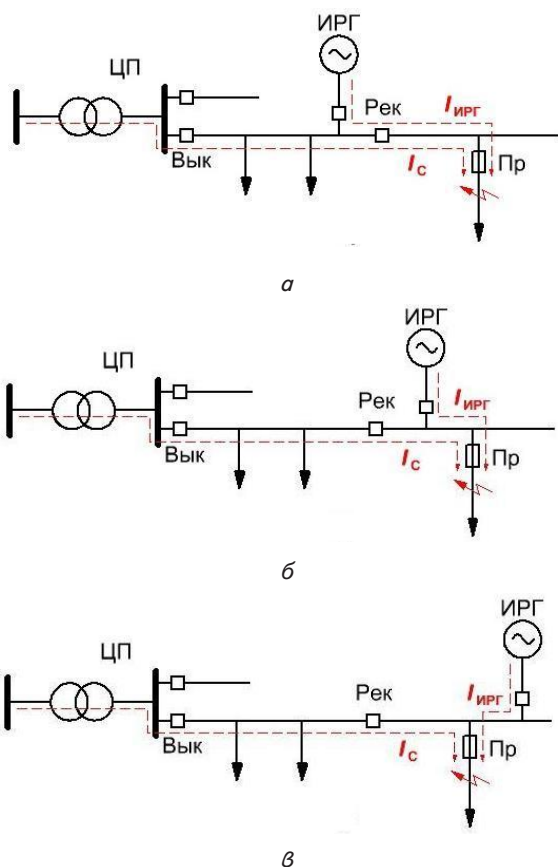 ИРГ
ЦП
Рек
IИРГ
Вык
IС
Пр
а
ИРГ
ЦП
Рек
IИРГ
Вык
IС
Пр
б
ИРГ
ЦП
Рек
IИРГ
Вык
IС
Пр
в